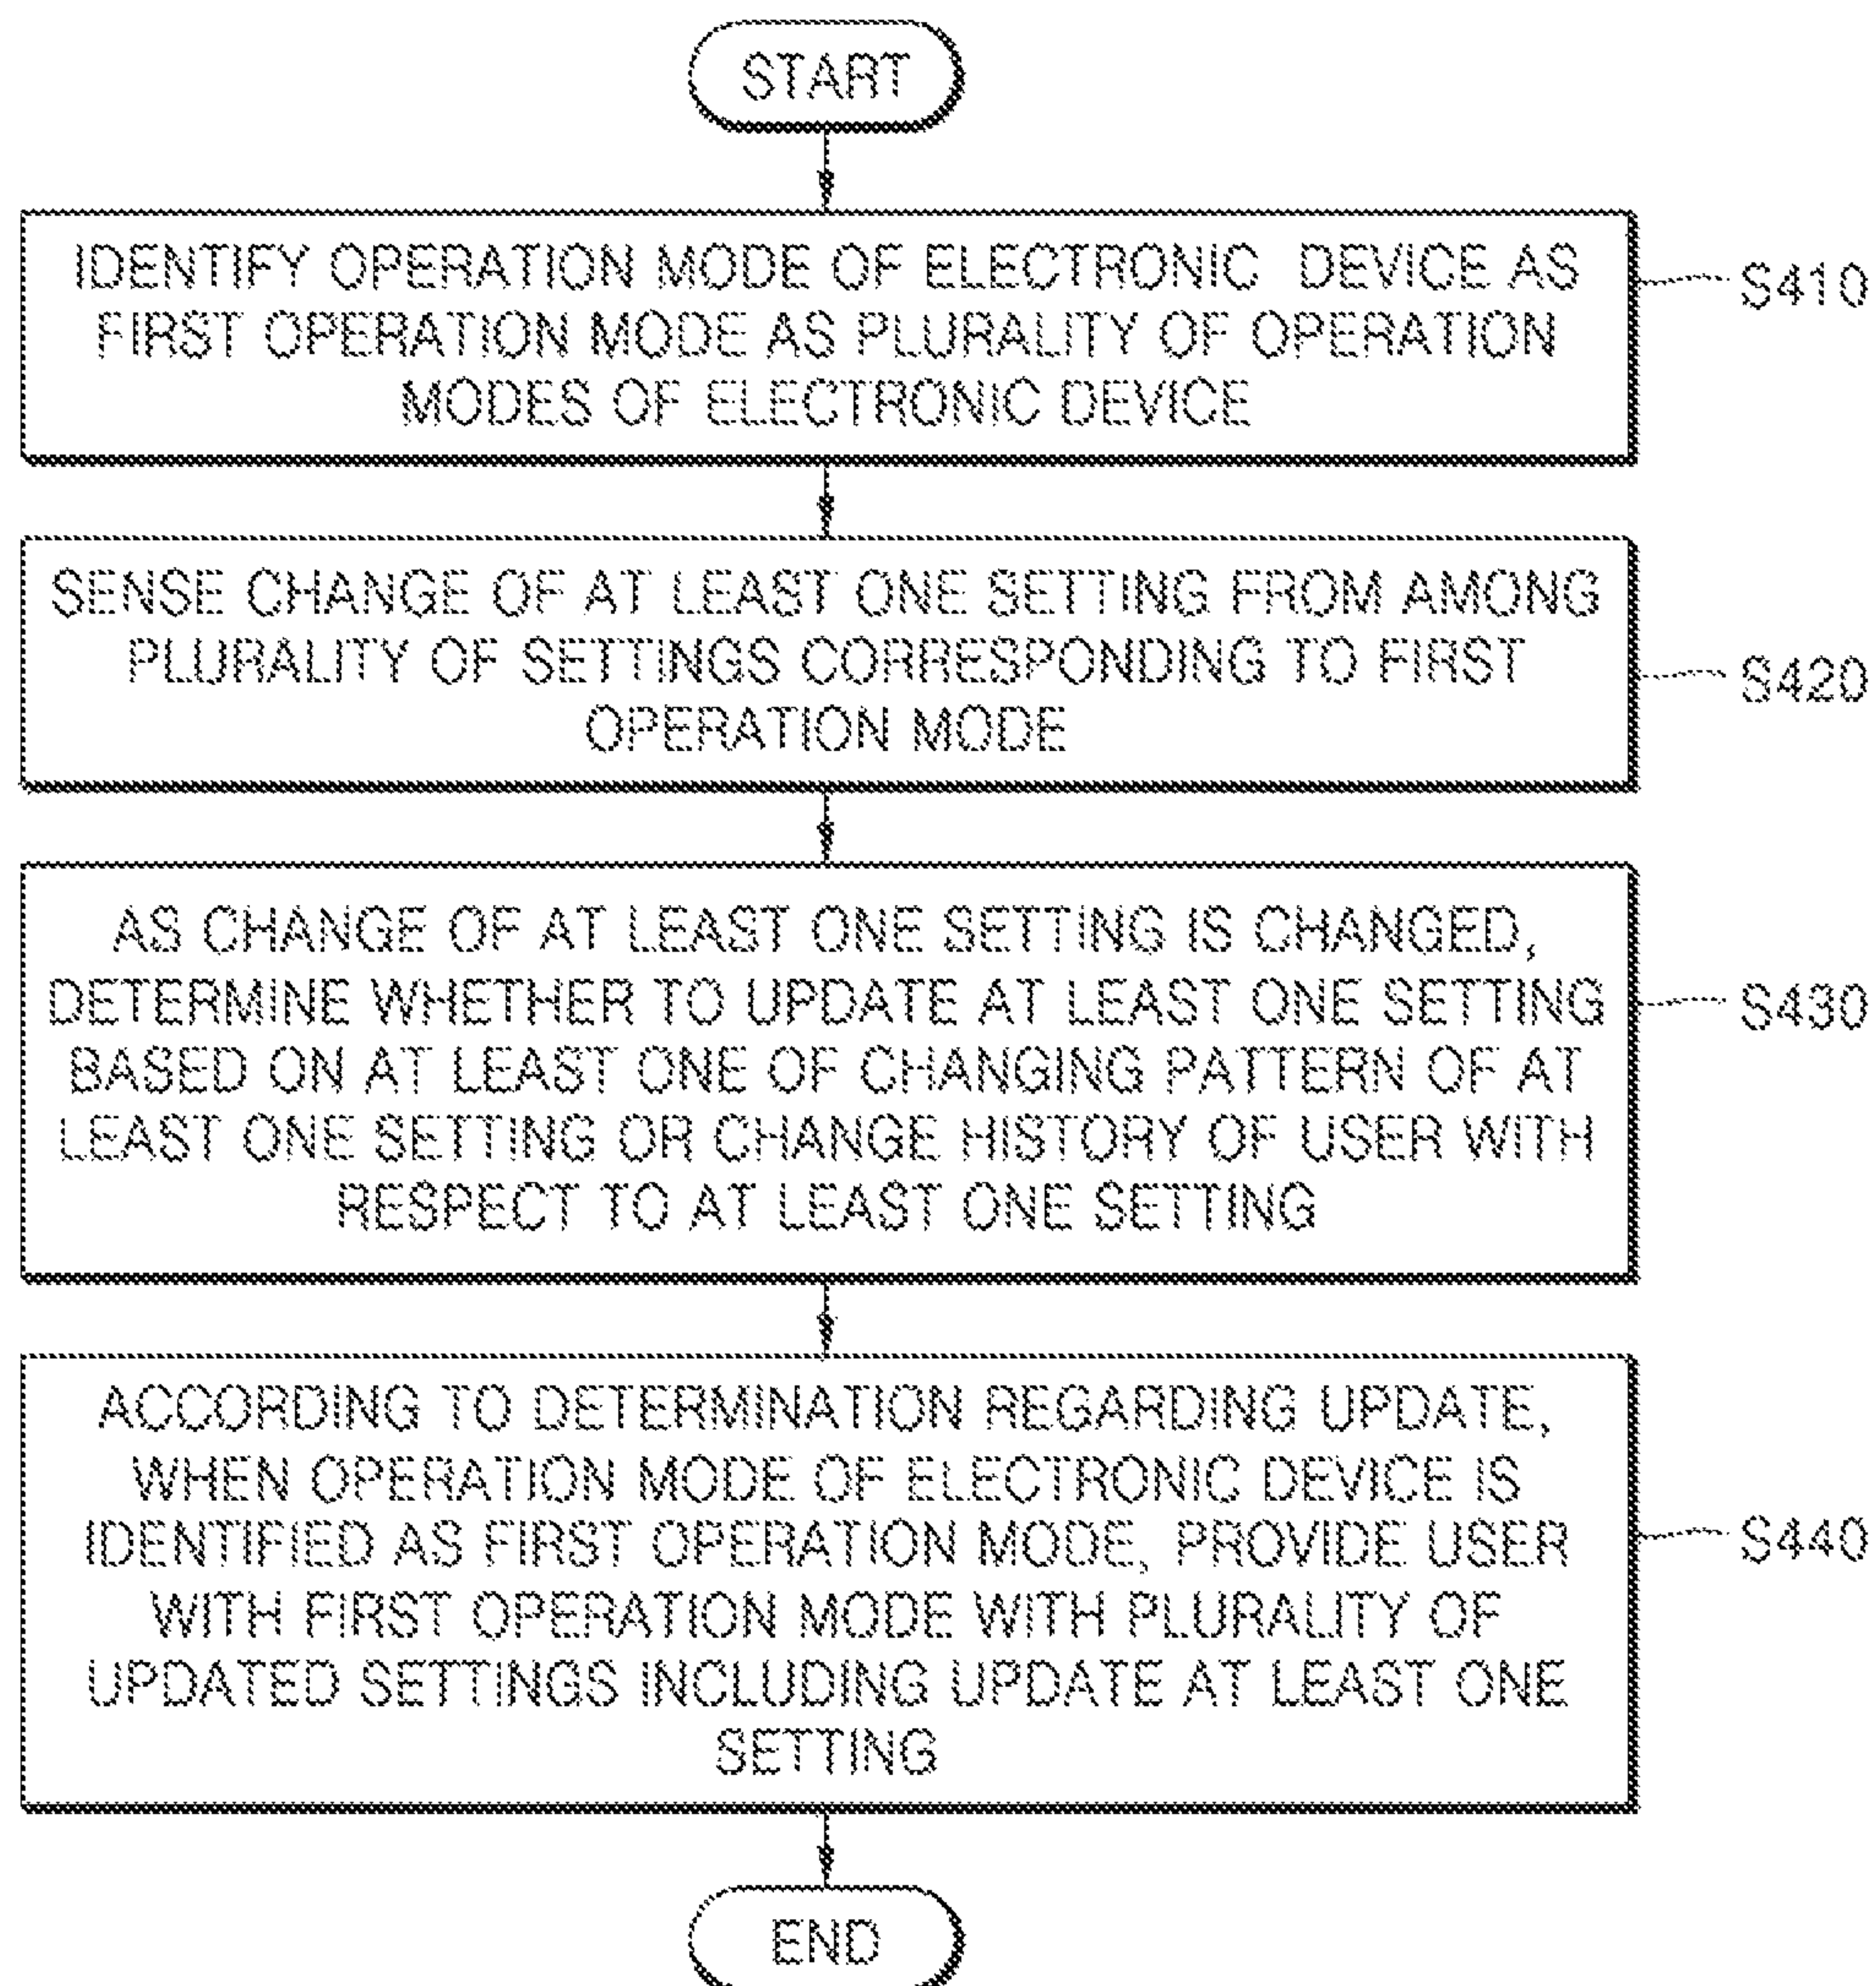 START
IDENTIFY OPERATION MODE OF ELECTRONIC DEVICE AS
FIRST OPERATION MODE AS PLURALITY OF OPERATION
MODES OF ELECTRONIC DEVICE
S410
SENSE CHANGE OF AT LEAST ONE SETTING FROM AMONG
PLURALITY OF SETTINGS CORRESPONDING TO FIRST
OPERATION MODE
S420
AS CHANGE OF AT LEAST ONE SETTING IS CHANGED,
DETERMINE WHETHER TO UPDATE AT LEAST ONE SETTING
BASED ON AT LEAST ONE OF CHANGING PATTERN OF AT
LEAST ONE SETTING OR CHANGE HISTORY OF USER WITH
RESPECT TO AT LEAST ONE SETTING
S430
ACCORDING TO DETERMINATION REGARDING UPDATE,
WHEN OPERATION MODE OF ELECTRONIC DEVICE IS
IDENTIFIED AS FIRST OPERATION MODE, PROVIDE USER
WITH FIRST OPERATION MODE WITH PLURALITY OF
UPDATED SETTINGS INCLUDING UPDATE AT LEAST ONE
SETTING
S440
END